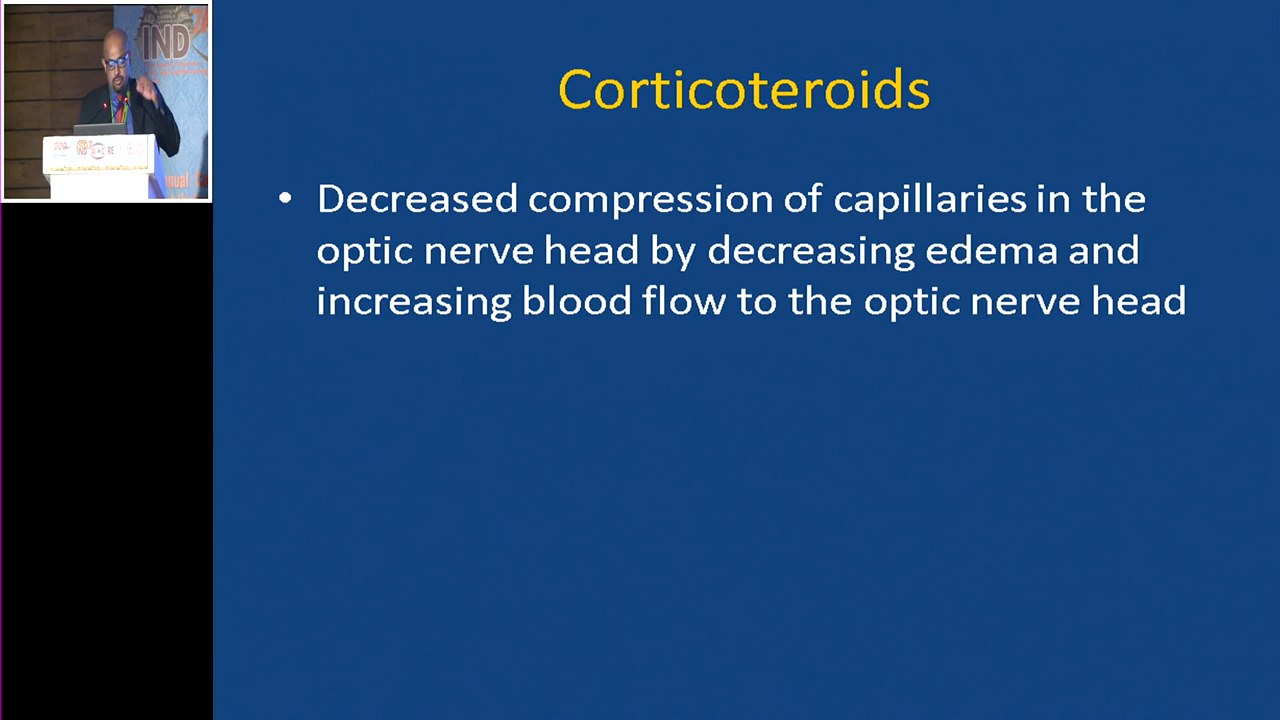 IND
Corticoteroids
• Decreased compression of capillaries in the
optic nerve head by decreasing edema and
increasing blood flow to the optic nerve head